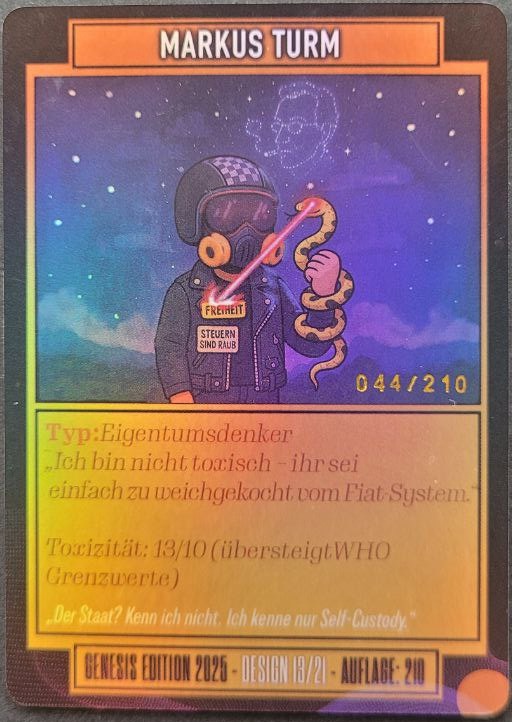 MARKUS TURM
FREIHEIT
STEUERN
SIND RAUB
044/210
Typ:Eigentumsdenker
„Ich bin nicht toxisch – ihr sei
einfach zu weichgekocht vom Fiat-System.“
Toxizität: 13/10 (übersteigtWHO
Grenzwerte)
„Der Staat? Kenn ich nicht. Ich kenne nur Self-Custody.“
GENESIS EDITION 2025 - DESIGN 13/21 - AUFLAGE: 210